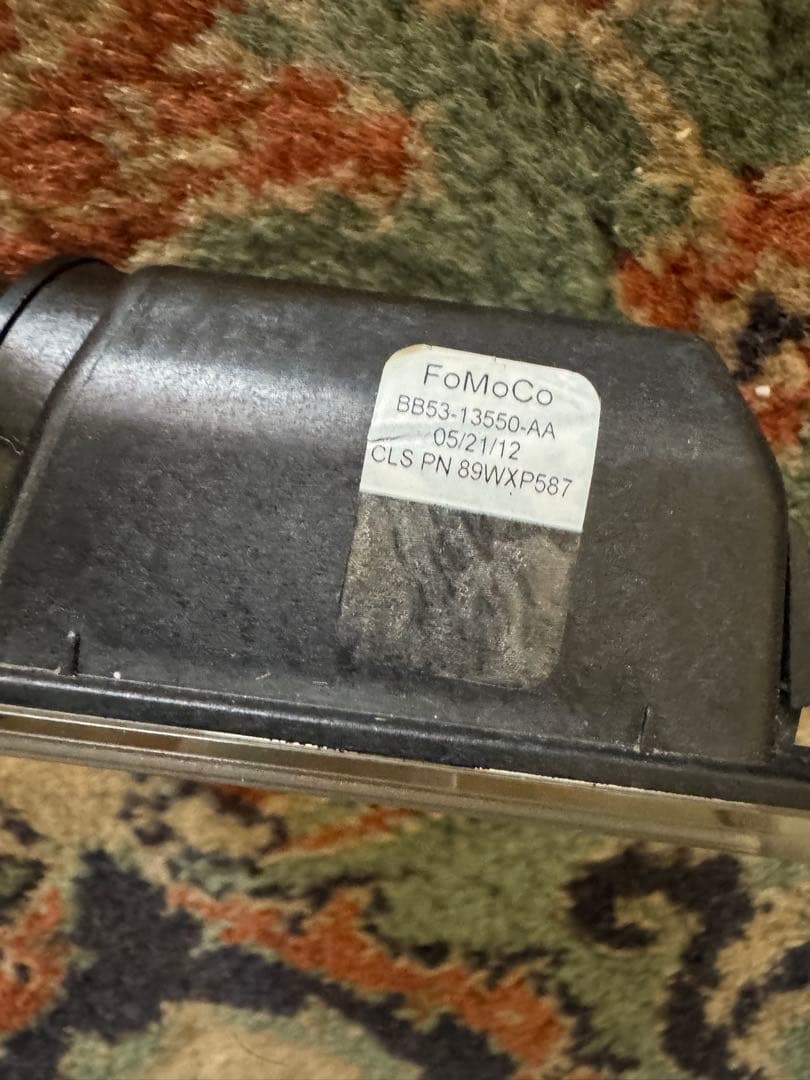 FoMoCo
BB53-13550-AA
05/21/12
CLS PN 89WXP587